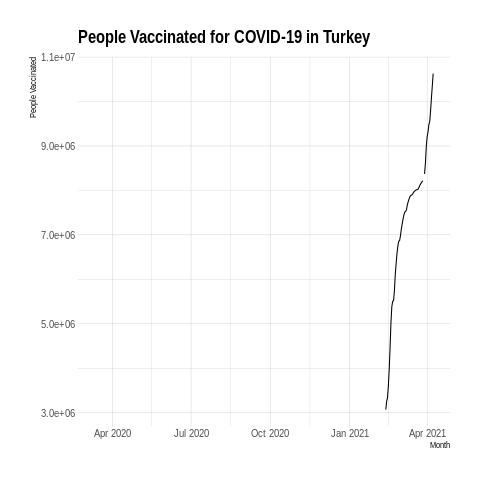 People Vaccinated for COVID-19 in Turkey
People Vaccinated
1.1e+07
9.0e+06
7.0e+06
5.0e+06
3.0e+06
Apr 2020 Jul 2020 Oct 2020 Jan 2021 Apr 2021
Month